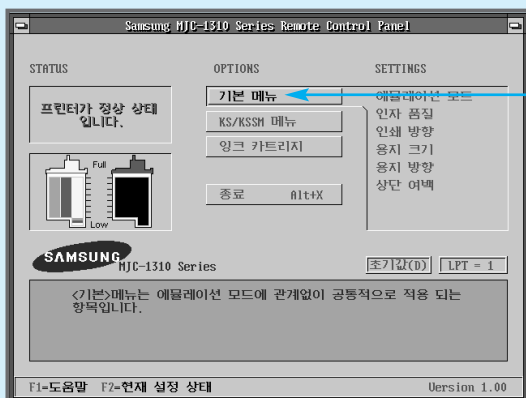 Samsung MJC-1310 Series Remote Control Panel
STATUS
OPTIONS
SETTINGS
프린터가 정상 상태
입니다.
Full
Low
기본 메뉴
KS/KSSM 메뉴
잉크 카트리지
종료 Alt+X
에뮬레이션 모드
인자 품질
인쇄 방향
용지 크기
용지 방향
상단 여백
SAMSUNG
MJC-1310 Series
초기값(D)
LPT = 1
<기본>메뉴는 에뮬레이션 모드에 관계없이 공통적으로 적용 되는
항목입니다.
F1=도움말 F2=현재 설정 상태
Version 1.00